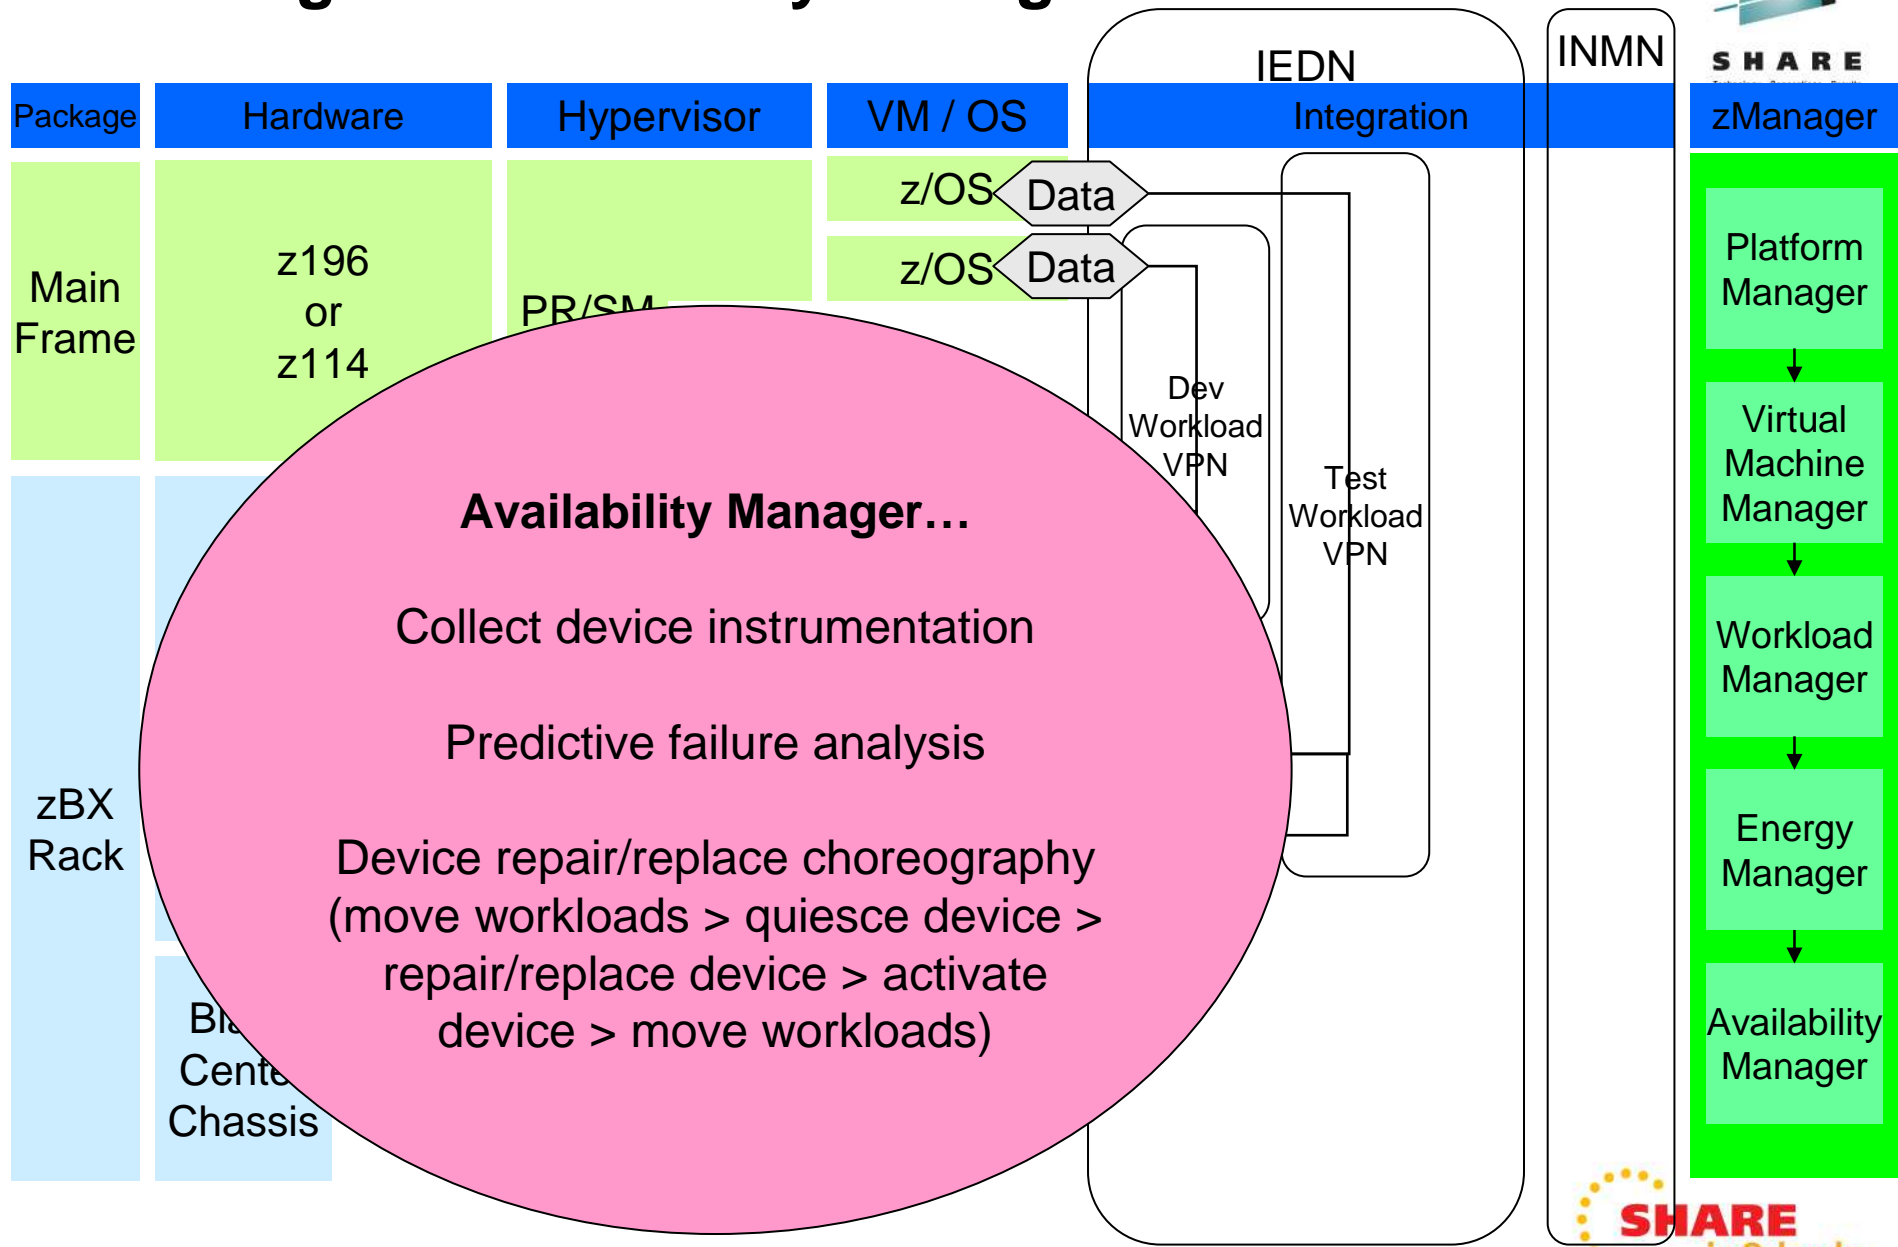 IEDN
INMN
SHARE
Package
Hardware
Hypervisor
VM / OS
Integration
zManager
Main
Frame
z196
or
z114
PR/SM
z/OS
Data
z/OS
Data
Dev
Workload
VPN
Test
Workload
VPN
Platform
Manager
Virtual
Machine
Manager
Workload
Manager
Energy
Manager
Availability
Manager
zBX
Rack
Center
Chassis
Availability Manager…
Collect device instrumentation
Predictive failure analysis
Device repair/replace choreography
(move workloads > quiesce device >
repair/replace device > activate
device > move workloads)
SHARE